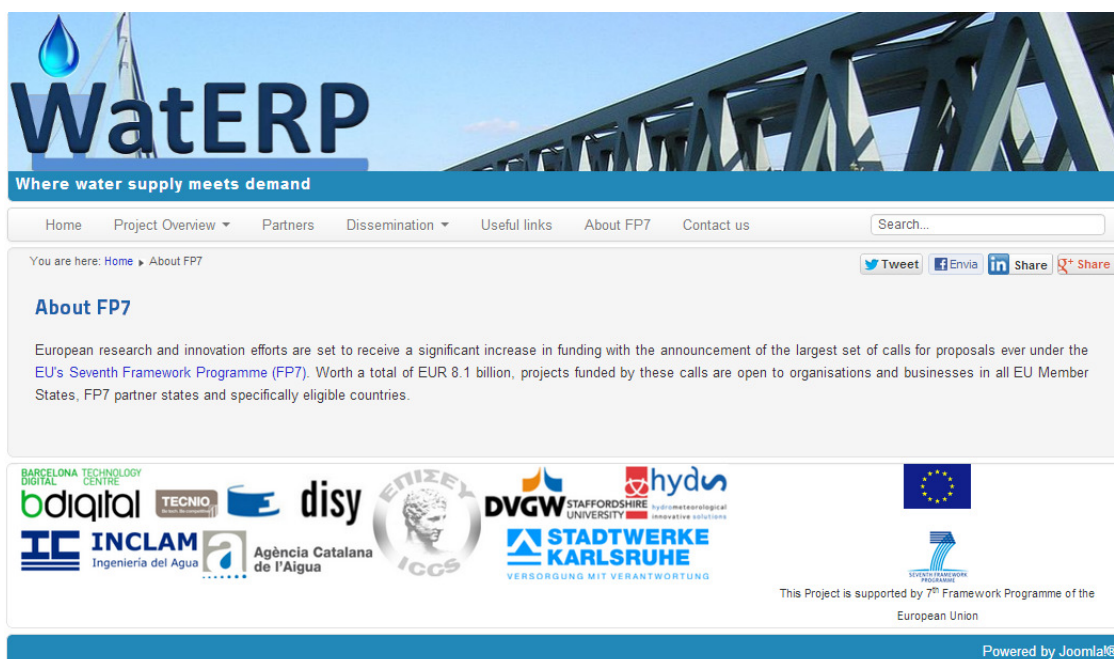 WatERP
Where water supply meets demand
Home Project Overview Partners Dissemination Useful links About FP7 Contact us Search...
You are here: Home About FP7 Tweet Envia Share Share
About FP7
European research and innovation efforts are set to receive a significant increase in funding with the announcement of the largest set of calls for proposals ever under the
EU's Seventh Framework Programme (FP7). Worth a total of EUR 8.1 billion, projects funded by these calls are open to organisations and businesses in all EU Member
States, FP7 partner states and specifically eligible countries.
BARCELONA TECHNOLOGY
DIGITAL CENTRE
bdigital
TECNIO
disy
ΕΠΙΣΕΥ
ICCS
DVGW
STAFFORDSHIRE
UNIVERSITY
hyds
hydrometeorological
innovative solutions
INCLAM
Ingeniería del Agua
Agència Catalana
de l'Aigua
STADTWERKE
KARLSRUHE
VERSORGUNG MIT VERANTWORTUNG
SEVENTH FRAMEWORK
PROGRAMME
This Project is supported by 7th Framework Programme of the
European Union
Powered by Joomla!®